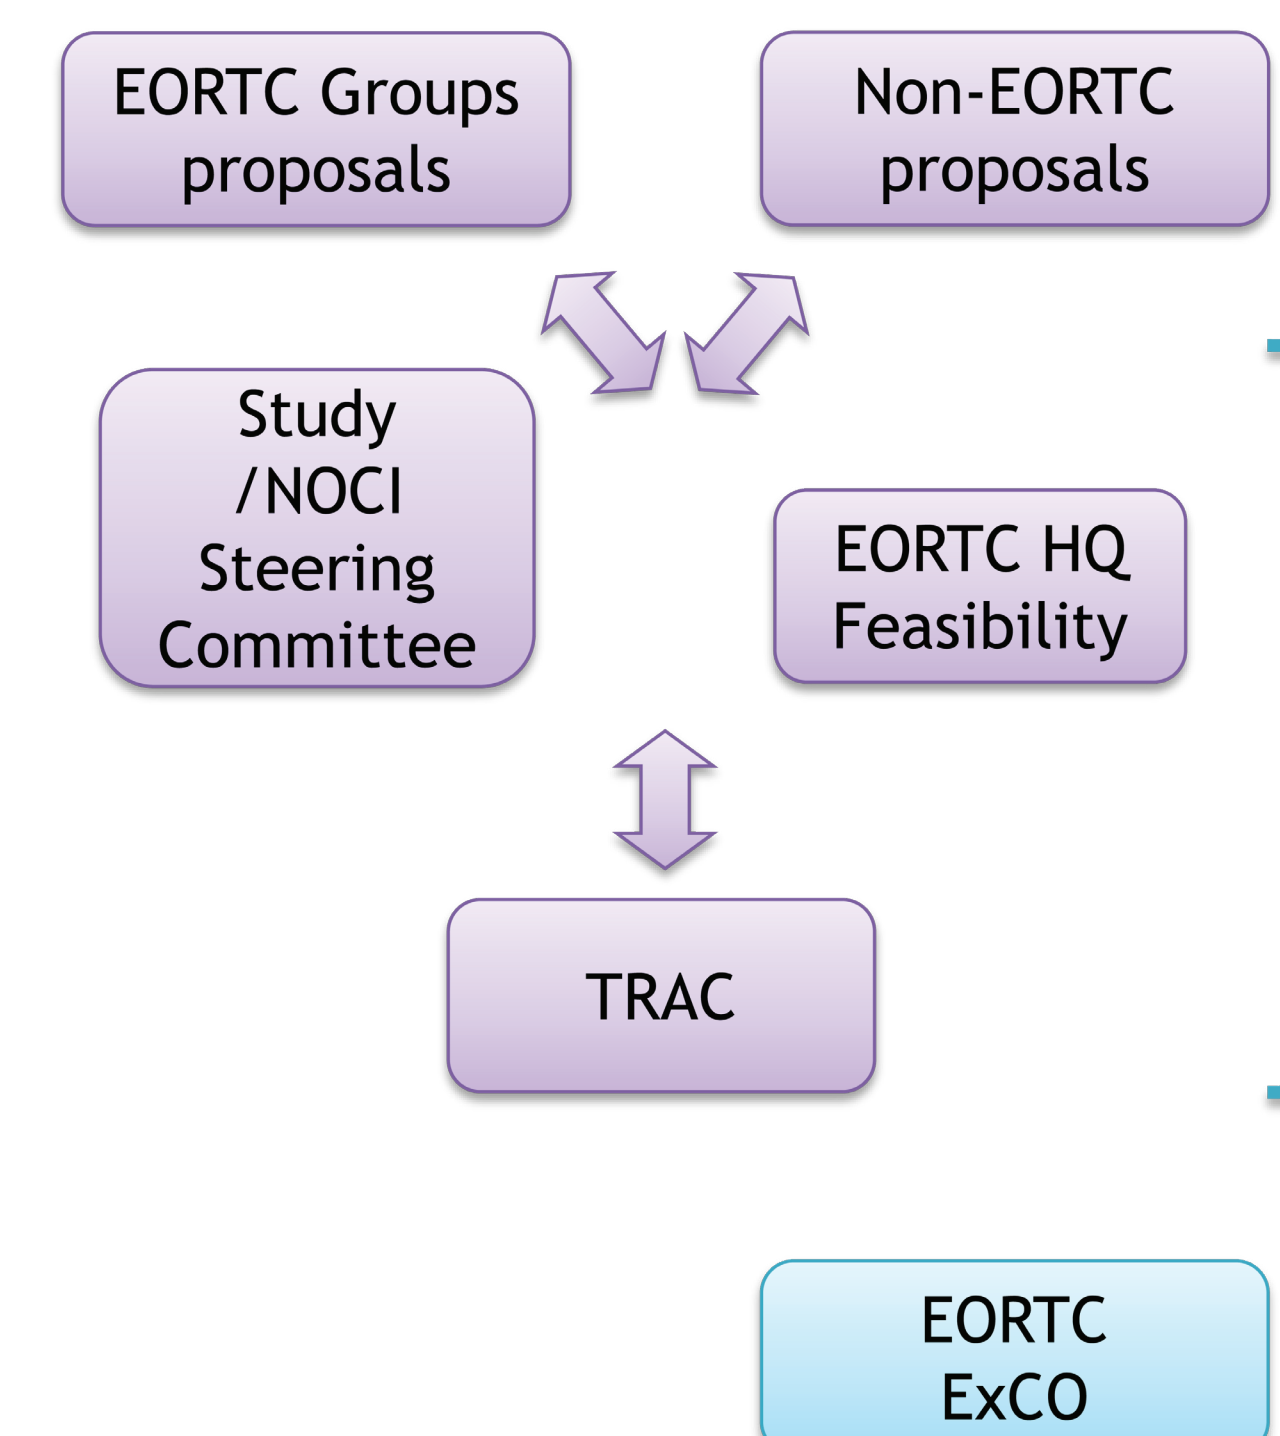 EORTC Groups
proposals
Non-EORTC
proposals
Study
/NOCI
Steering
Committee
EORTC HQ
Feasibility
TRAC
EORTC
ExCO